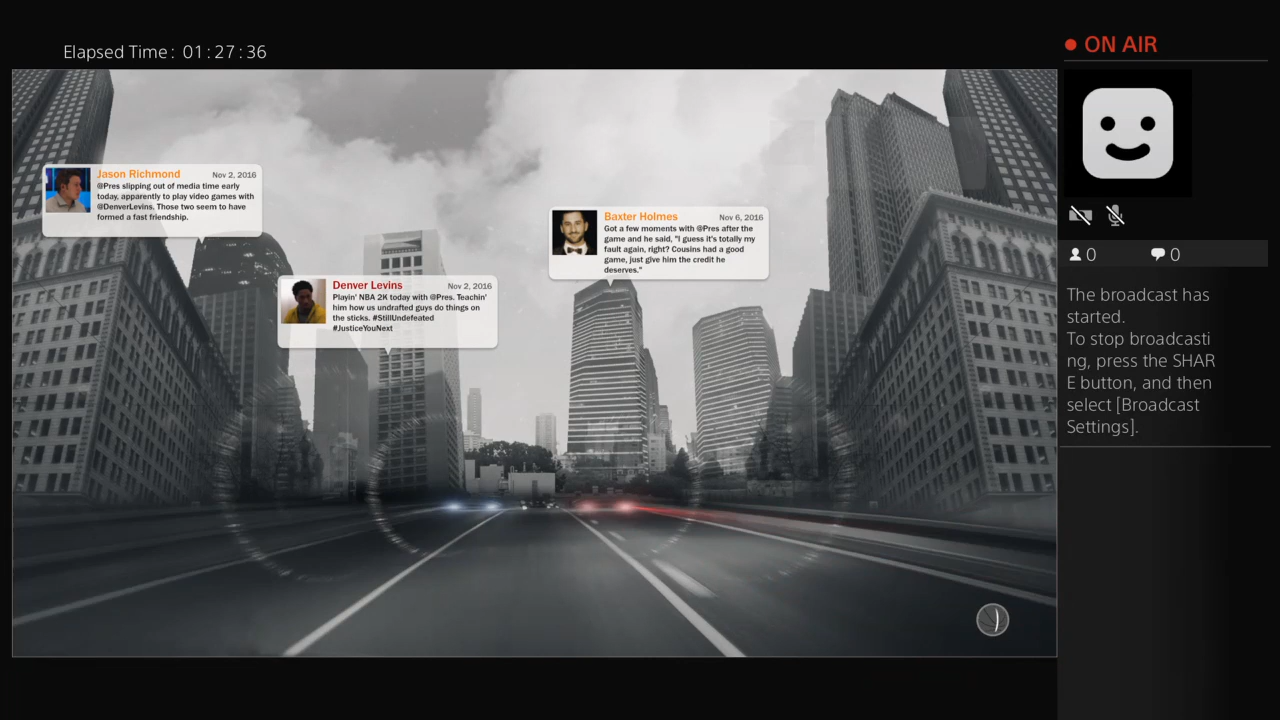 Elapsed Time: 01:27:36
ON AIR
Jason Richmond Nov 2, 2016
@Pres slipping out of media time early
today, apparently to play video games with
@DenverLevins. Those two seem to have
formed a fast friendship.
Baxter Holmes Nov 6, 2016
Got a few moments with @Pres after the
game and he said, "I guess it's totally my
fault again, right? Cousins had a good
game, just give him the credit he
deserves."
Denver Levins Nov 2, 2016
Playin' NBA 2K today with @Pres. Teachin'
him how us undrafted guys do things on
the sticks. #StillUndefeated
#JusticeYouNext
0 0
The broadcast has
started.
To stop broadcasti
ng, press the SHAR
E button, and then
select [Broadcast
Settings].